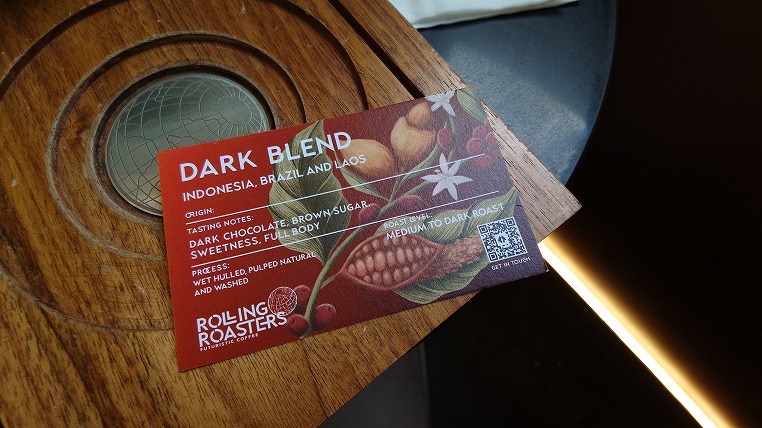 DARK BLEND
INDONESIA, BRAZIL AND LAOS
ORIGIN:
TASTING NOTES:
DARK CHOCOLATE, BROWN SUGAR,
SWEETNESS, FULL BODY
ROAST LEVEL:
MEDIUM TO DARK ROAST
PROCESS:
WET HULLED, PULPED NATURAL
AND WASHED
GET IN TOUCH
ROLLING
ROASTERS
FUTURISTIC COFFEE